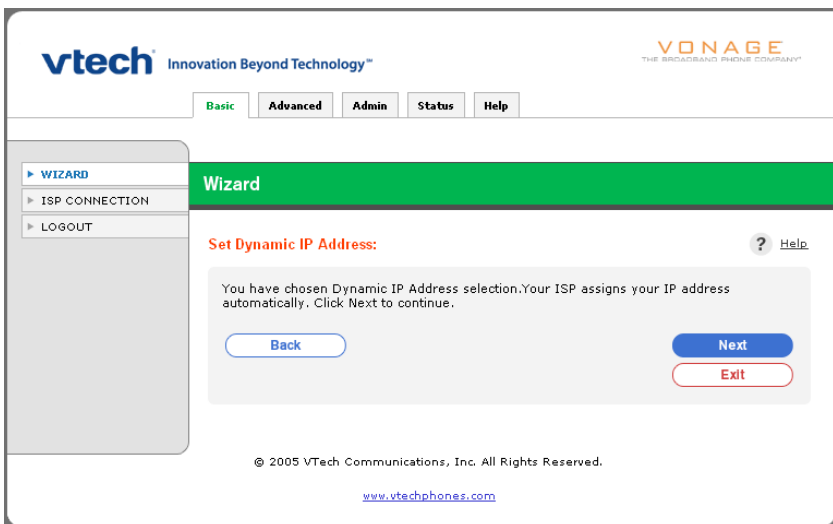 vtech Innovation Beyond Technology™
VONAGE
THE BROADBAND PHONE COMPANY®
Basic Advanced Admin Status Help
WIZARD
ISP CONNECTION
LOGOUT
Wizard
Set Dynamic IP Address:
? Help
You have chosen Dynamic IP Address selection.Your ISP assigns your IP address
automatically. Click Next to continue.
Back
Next
Exit
© 2005 VTech Communications, Inc. All Rights Reserved.
www.vtechphones.com